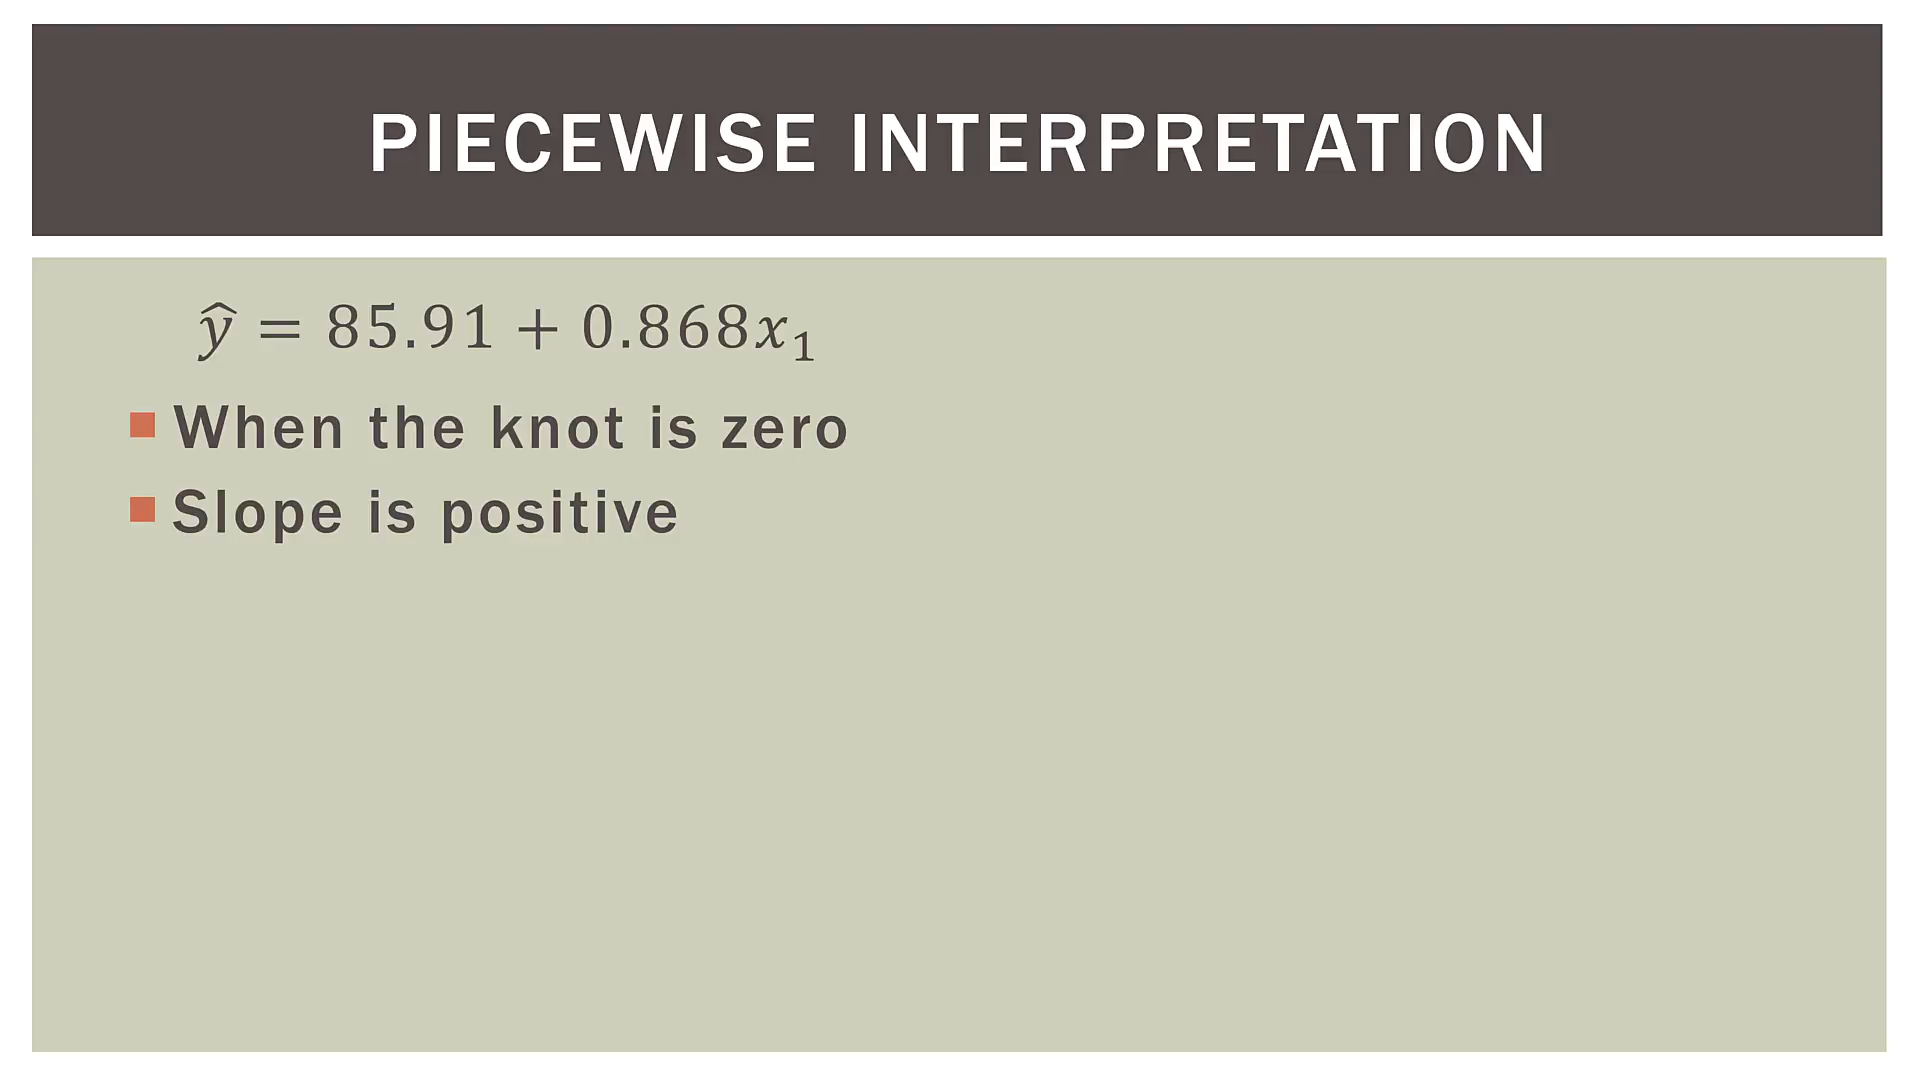 PIECEWISE INTERPRETATION
ŷ = 85.91 + 0.868x₁
When the knot is zero
Slope is positive